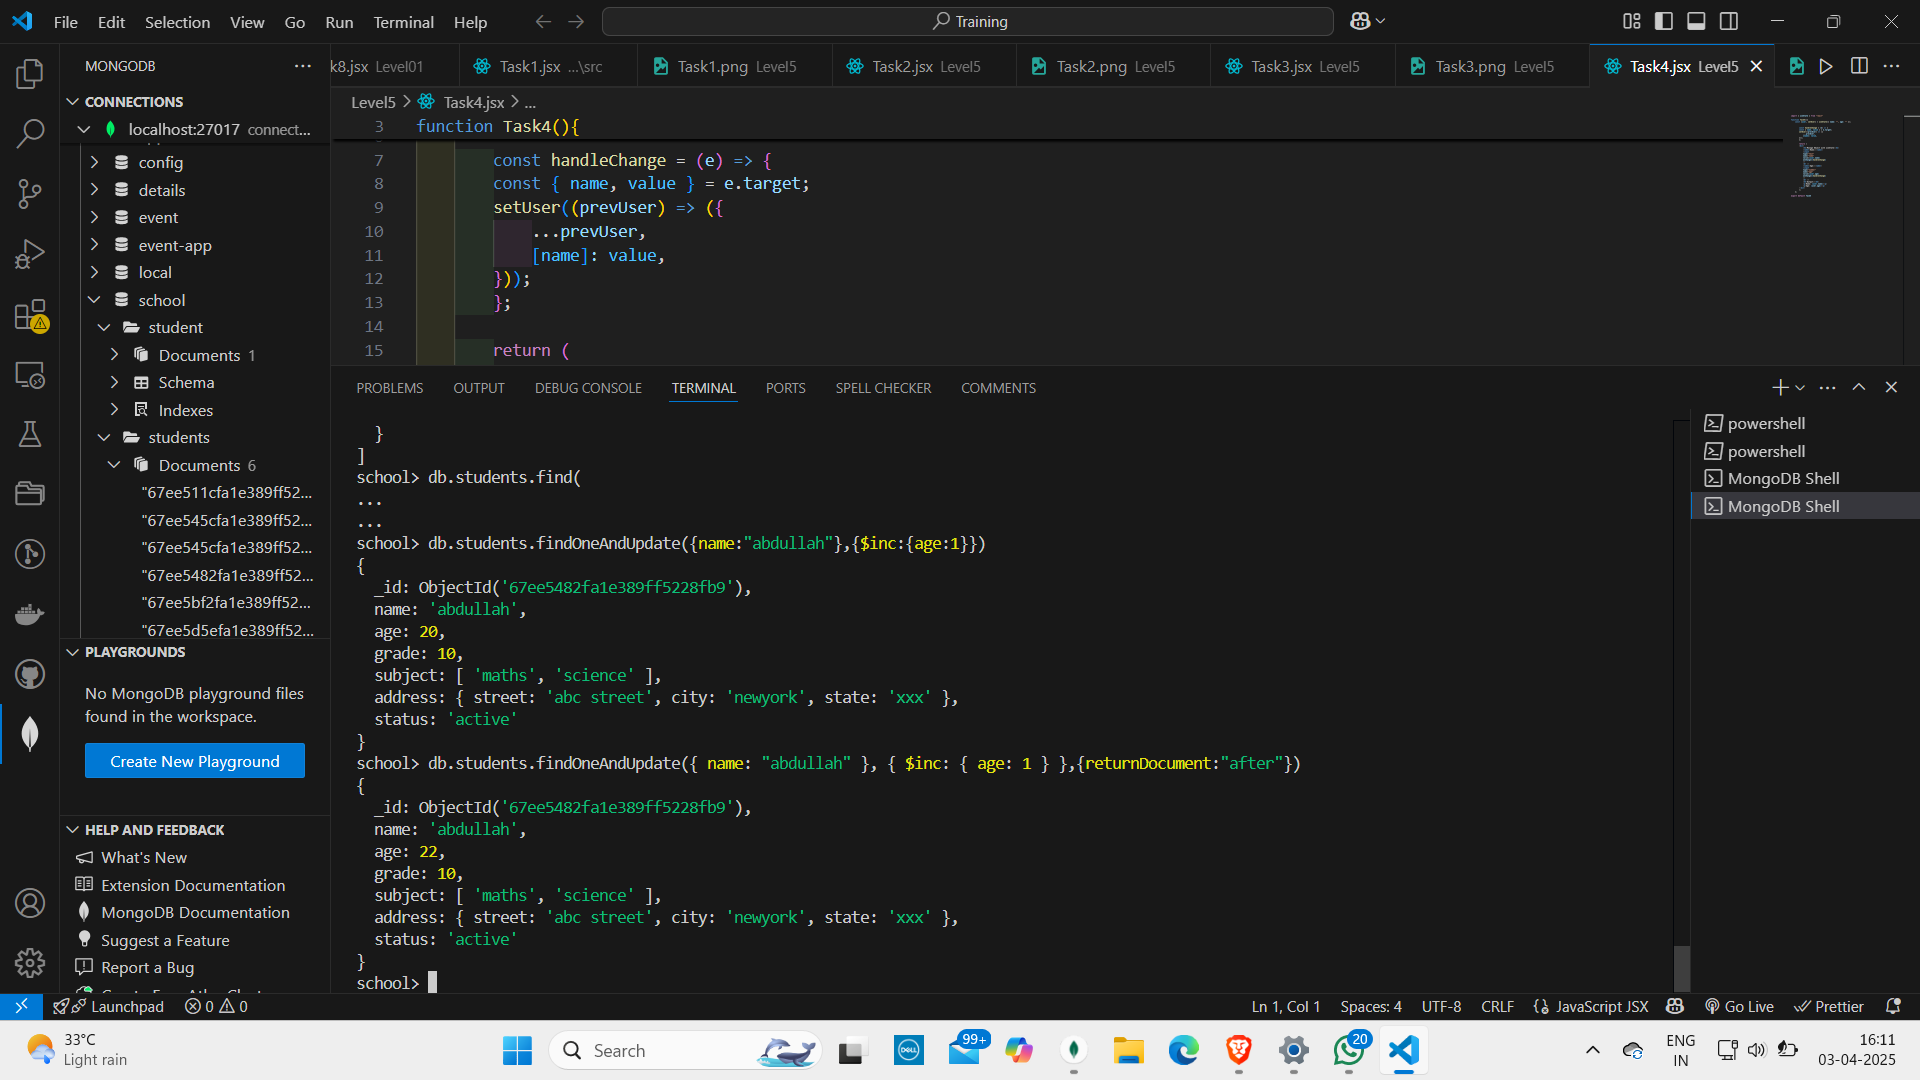 File Edit Selection View Go Run Terminal Help
Training
MONGODB
CONNECTIONS
localhost:27017 connect...
config
details
event
event-app
local
school
student
Documents 1
Schema
Indexes
students
Documents 6
"67ee511cfa1e389ff52...
"67ee545cfa1e389ff52...
"67ee545cfa1e389ff52...
"67ee5482fa1e389ff52...
"67ee5bf2fa1e389ff52...
"67ee5d5efa1e389ff52...
PLAYGROUNDS
No MongoDB playground files
found in the workspace.
Create New Playground
HELP AND FEEDBACK
What's New
Extension Documentation
MongoDB Documentation
Suggest a Feature
Report a Bug
k8.jsx Level01
Task1.jsx ...\src
Task1.png Level5
Task2.jsx Level5
Task2.png Level5
Task3.jsx Level5
Task3.png Level5
Task4.jsx Level5
Level5 > Task4.jsx > ...
3 function Task4(){
7 const handleChange = (e) => {
8 const { name, value } = e.target;
9 setUser((prevUser) => ({
10 ...prevUser,
11 [name]: value,
12 }));
13 };
14
15 return (
PROBLEMS OUTPUT DEBUG CONSOLE TERMINAL PORTS SPELL CHECKER COMMENTS
}
]
school> db.students.find(
...
...
school> db.students.findOneAndUpdate({name:"abdullah"},{$inc:{age:1}})
{
_id: ObjectId('67ee5482fa1e389ff5228fb9'),
name: 'abdullah',
age: 20,
grade: 10,
subject: [ 'maths', 'science' ],
address: { street: 'abc street', city: 'newyork', state: 'xxx' },
status: 'active'
}
school> db.students.findOneAndUpdate({ name: "abdullah" }, { $inc: { age: 1 } },{returnDocument:"after"})
{
_id: ObjectId('67ee5482fa1e389ff5228fb9'),
name: 'abdullah',
age: 22,
grade: 10,
subject: [ 'maths', 'science' ],
address: { street: 'abc street', city: 'newyork', state: 'xxx' },
status: 'active'
}
school>
powershell
powershell
MongoDB Shell
MongoDB Shell
Launchpad 0 0
Ln 1, Col 1 Spaces: 4 UTF-8 CRLF {} JavaScript JSX Go Live Prettier
33°C
Light rain
Search
DELL
99+
20
ENG
IN
16:11
03-04-2025